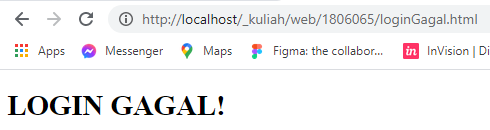 http://localhost/_kuliah/web/1806065/loginGagal.html
Apps Messenger Maps Figma: the collabor... InVision | Di
LOGIN GAGAL!